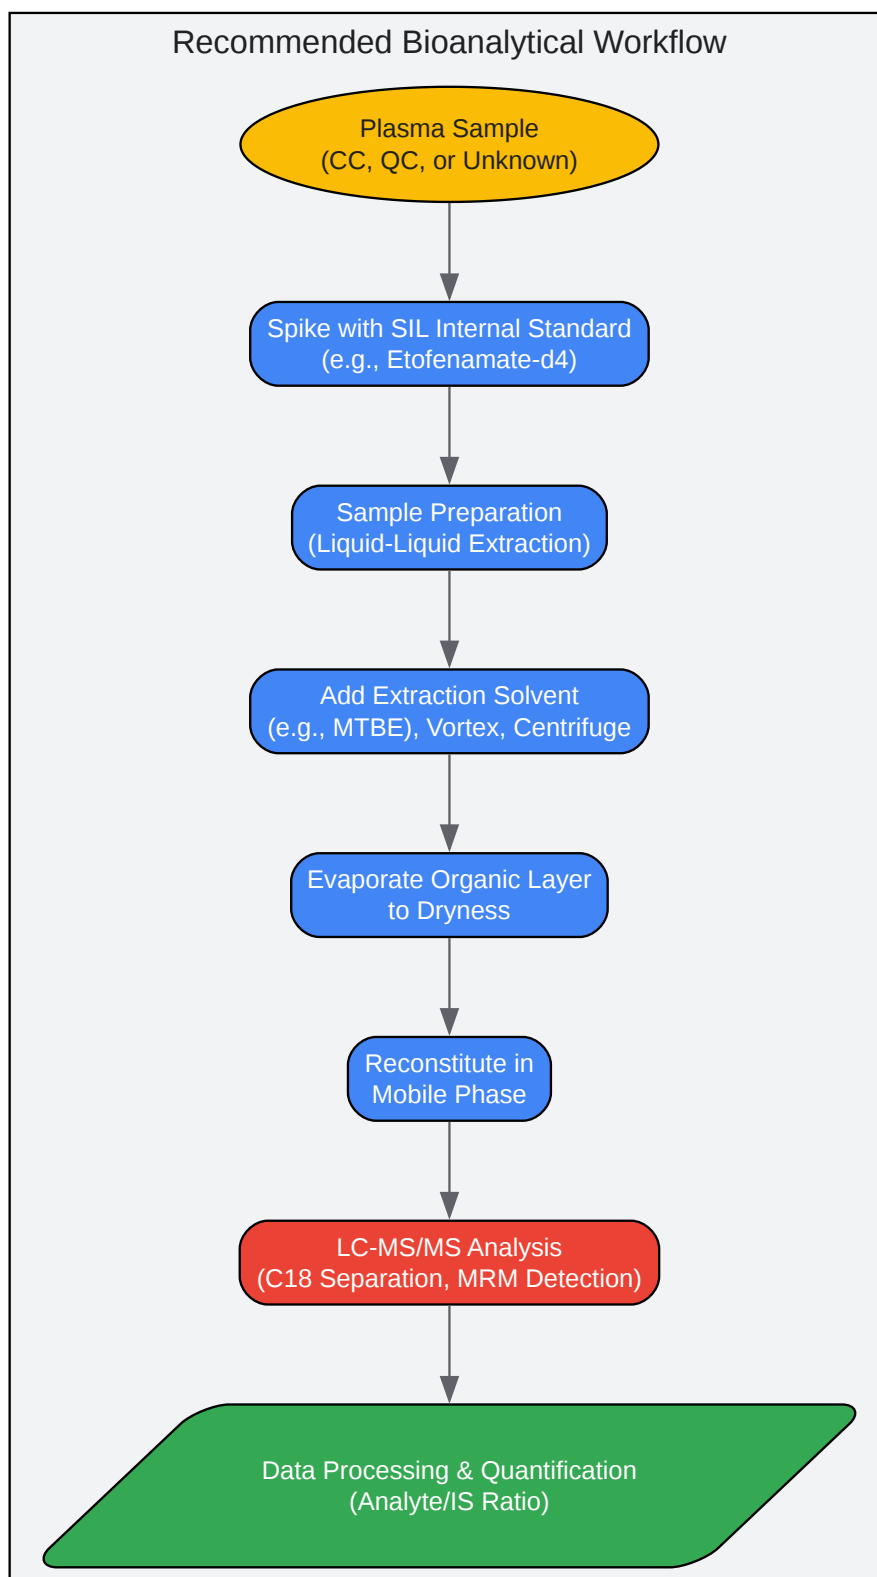 Recommended Bioanalytical Workflow
Plasma Sample
(CC, QC, or Unknown)
Spike with SIL Internal Standard
(e.g., Etofenamate-d4)
Sample Preparation
(Liquid-Liquid Extraction)
Add Extraction Solvent
(e.g., MTBE), Vortex, Centrifuge
Evaporate Organic Layer
to Dryness
Reconstitute in
Mobile Phase
LC-MS/MS Analysis
(C18 Separation, MRM Detection)
Data Processing & Quantification
(Analyte/IS Ratio)